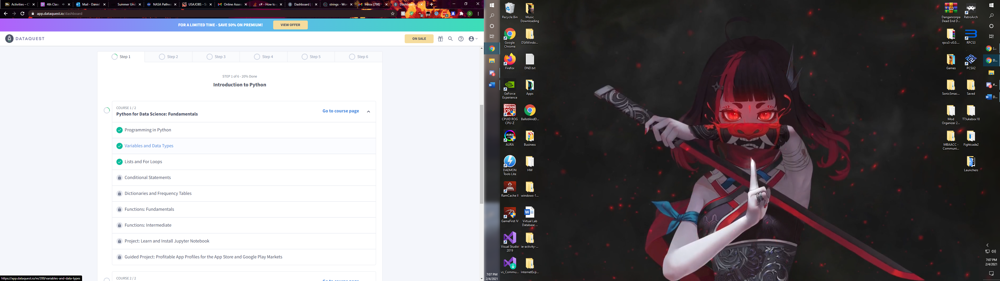 Activities – C
4th Class
Mail - Daniel
Summer Und
NASA Pathwa
USAJOBS - S
Online Asses
c# - How to
Dashboard |
strings - Wor
Inbox (798)
Dashboard
app.dataquest.io/dashboard
FOR A LIMITED TIME - SAVE 50% ON PREMIUM!
VIEW OFFER
DATAQUEST
ON SALE
Step 1
Step 2
Step 3
Step 4
Step 5
Step 6
STEP 1 of 6 - 20% Done
Introduction to Python
COURSE 1 / 2
Python for Data Science: Fundamentals
Go to course page
Programming in Python
Variables and Data Types
Lists and For Loops
Conditional Statements
Dictionaries and Frequency Tables
Functions: Fundamentals
Functions: Intermediate
Project: Learn and Install Jupyter Notebook
Guided Project: Profitable App Profiles for the App Store and Google Play Markets
COURSE 2 / 2
Go to course page
https://app.dataquest.io/m/200/variables-and-data-types
7:07 PM
2/4/2021
Recycle Bin
Music Downloading
Google Chrome
DS4Windo...
Firefox
DND.txt
GeForce Experience
Apps
CPUID ROG CPU-Z
BallotAndD...
AURA
Business
DAEMON Tools Lite
HW
RamCache II
windows-1...
GameFirst IV
Virtual Lab Database ...
Visual Studio 2019
ie-activity-...
vs_Commu...
InternetExp...
Danganronpa Dead End D...
RetroArch
rpcs3-v0.0....
RPCS3
Games
PCSX2
SonicSmac...
Saved
Mod Organizer 2...
T7Jukebox18
MBAACC - Communi...
Fightcade2
Launchers
(...
D...
#...
D...
7:07 PM
2/4/2021